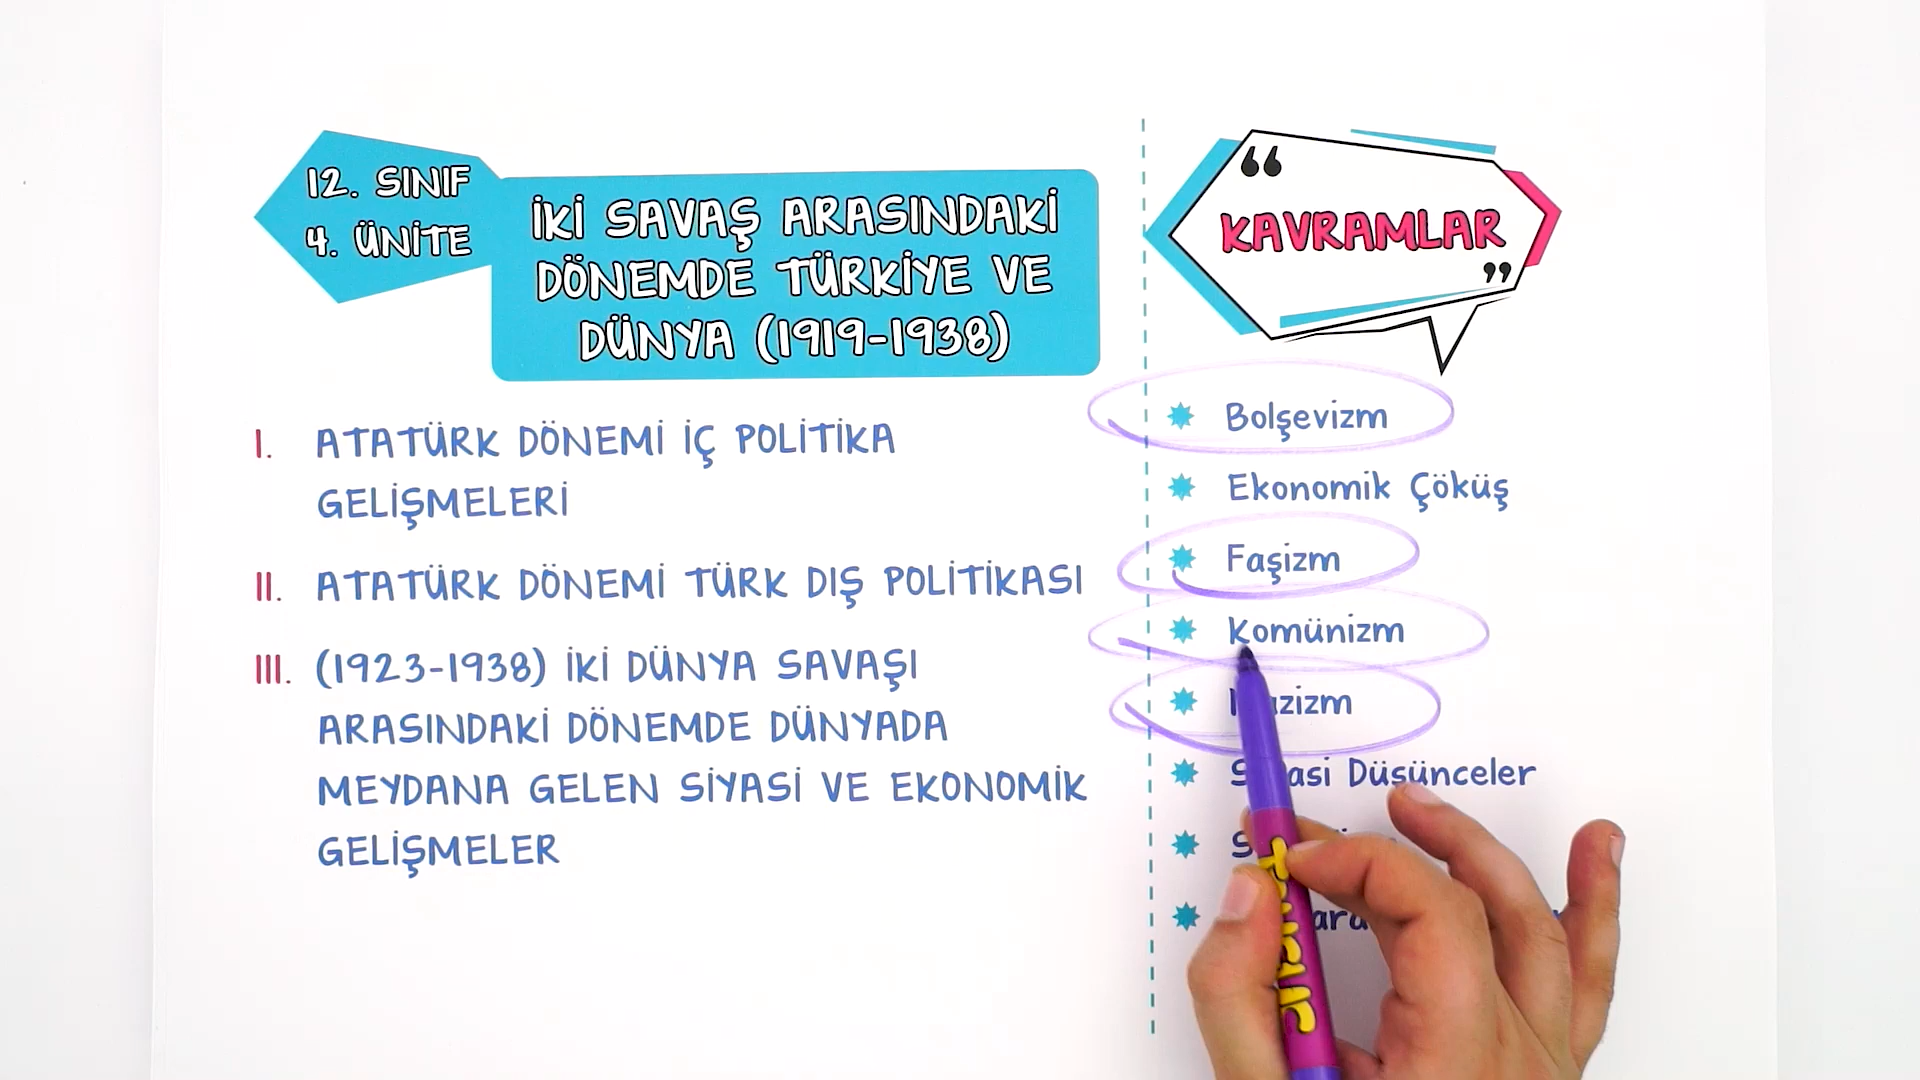 12. SINIF
4. ÜNİTE
İKİ SAVAŞ ARASINDAKİ
DÖNEMDE TÜRKİYE VE
DÜNYA (1919-1938)
I. ATATÜRK DÖNEMİ İÇ POLİTİKA
GELİŞMELERİ
II. ATATÜRK DÖNEMİ TÜRK DIŞ POLİTİKASI
III. (1923-1938) İKİ DÜNYA SAVAŞI
ARASINDAKİ DÖNEMDE DÜNYADA
MEYDANA GELEN SİYASİ VE EKONOMİK
GELİŞMELER
“ KAVRAMLAR ”
Bolşevizm
Ekonomik Çöküş
Faşizm
Komünizm
Nazizm
Siyasi Düşünceler